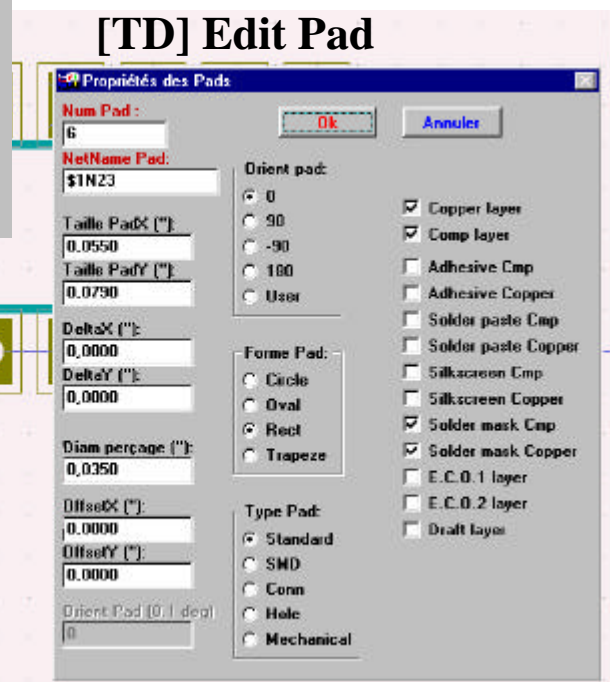 [TD] Edit Pad
Propriétés des Pads
Num Pad :
6
NetName Pad:
$1N23
Taille PadX ("):
0.0550
Taille PadY ("):
0.0790
DeltaX ("):
0,0000
DeltaY ("):
0,0000
Diam perçage ("):
0,0350
OffsetX ("):
0.0000
OffsetY ("):
0.0000
Orient Pad (0.1 deg)
0
Ok
Annuler
Orient pad:
0
90
-90
180
User
Forme Pad:
Circle
Oval
Rect
Trapeze
Type Pad:
Standard
SMD
Conn
Hole
Mechanical
Copper layer
Comp layer
Adhesive Cmp
Adhesive Copper
Solder paste Cmp
Solder paste Copper
Silkscreen Cmp
Silkscreen Copper
Solder mask Cmp
Solder mask Copper
E.C.O.1 layer
E.C.O.2 layer
Draft layer